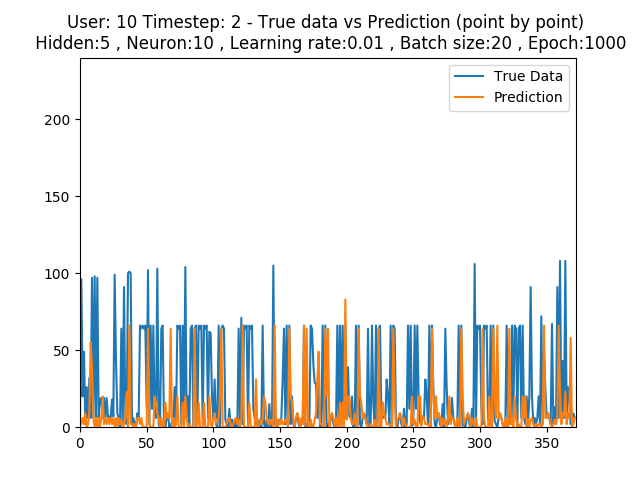 User: 10 Timestep: 2 - True data vs Prediction (point by point)
Hidden:5 , Neuron:10 , Learning rate:0.01 , Batch size:20 , Epoch:1000
True Data
Prediction
200
150
100
50
0
0 50 100 150 200 250 300 350